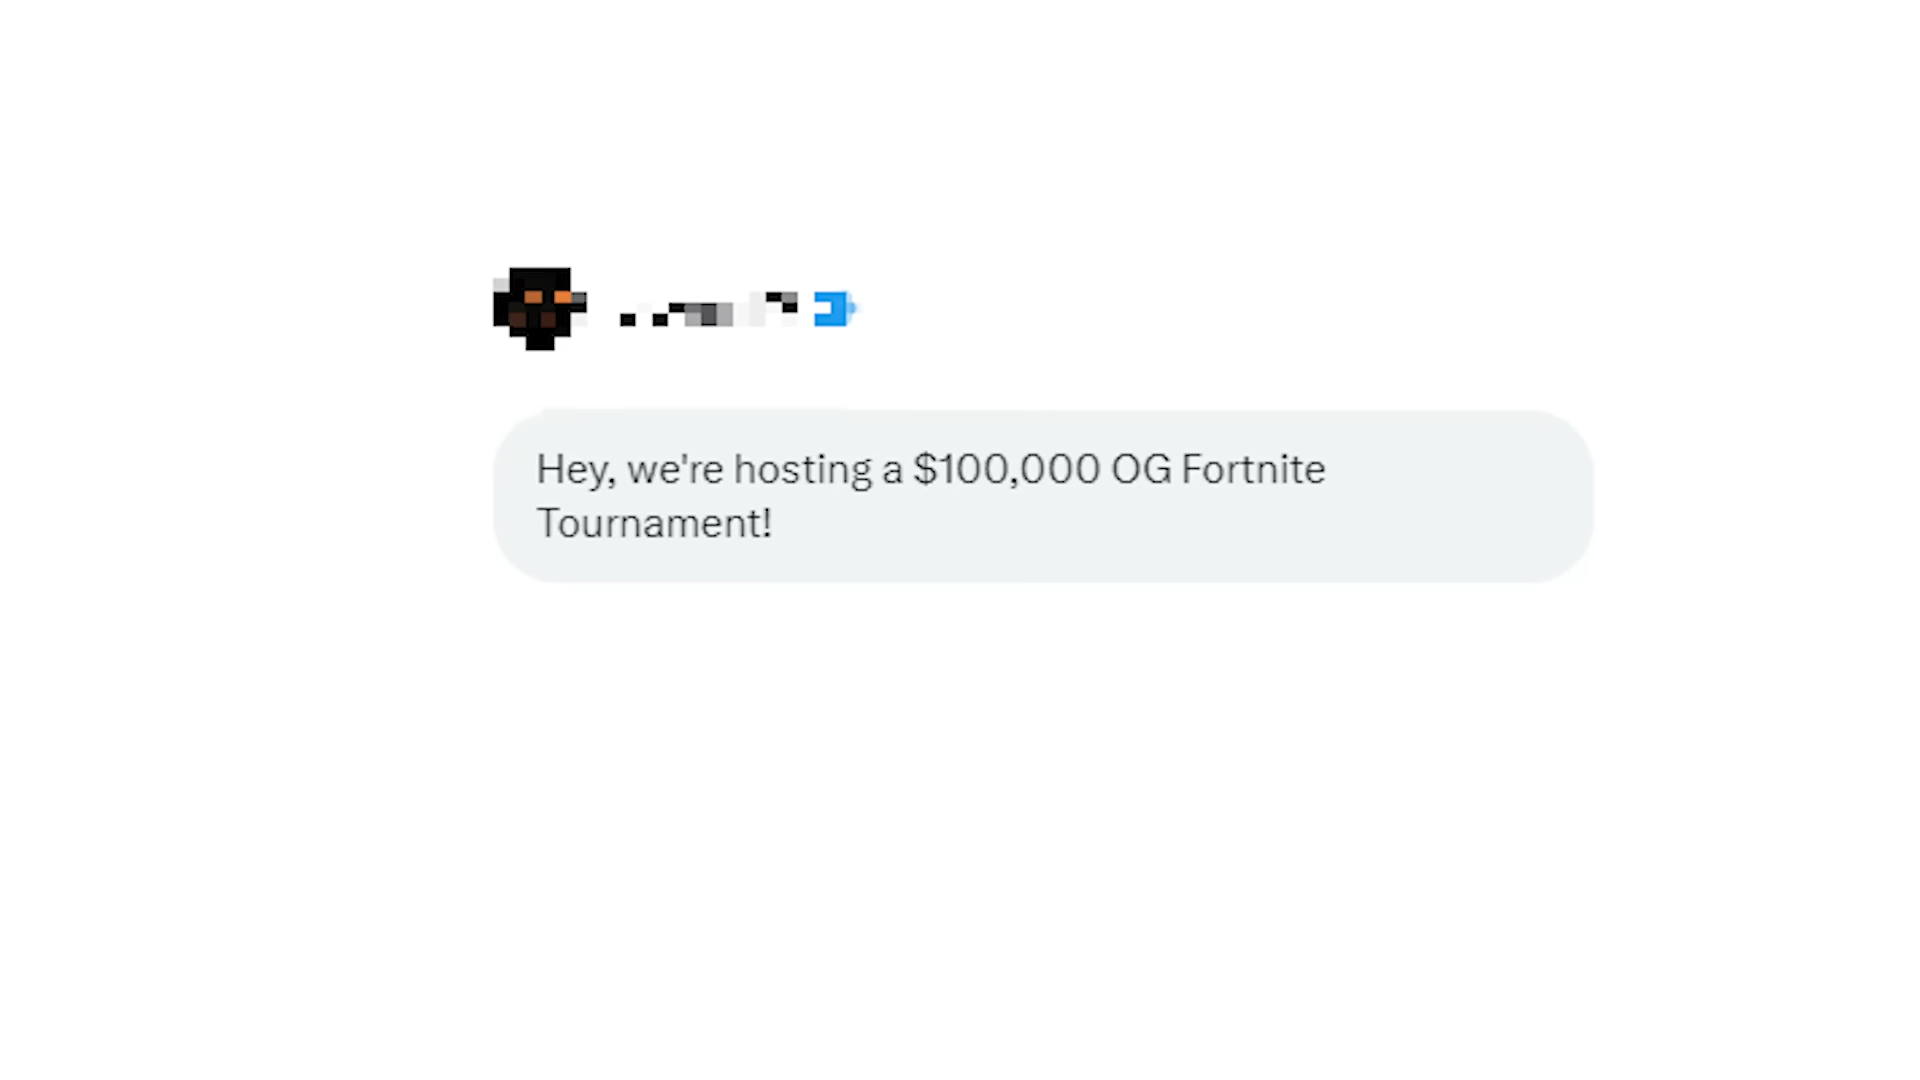 Hey, we're hosting a $100,000 OG Fortnite
Tournament!